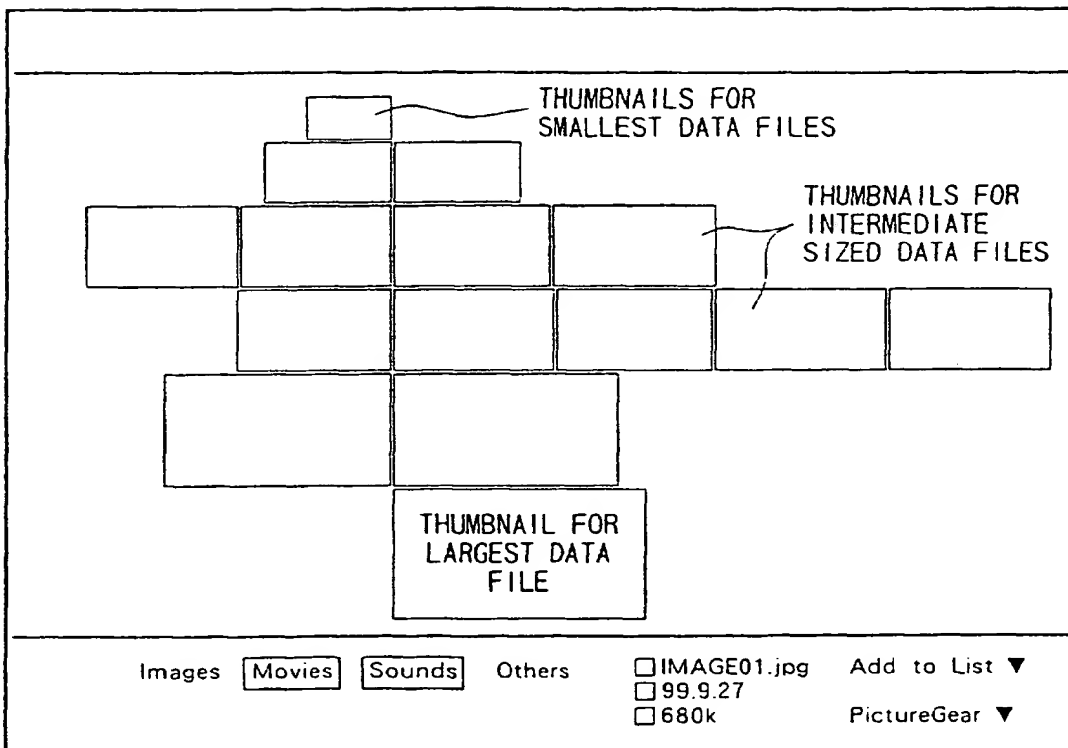 THUMBNAILS FOR
SMALLEST DATA FILES
THUMBNAILS FOR
INTERMEDIATE
SIZED DATA FILES
THUMBNAIL FOR
LARGEST DATA
FILE
Images Movies Sounds Others
IMAGE01.jpg Add to List ▼
99.9.27
680k PictureGear ▼